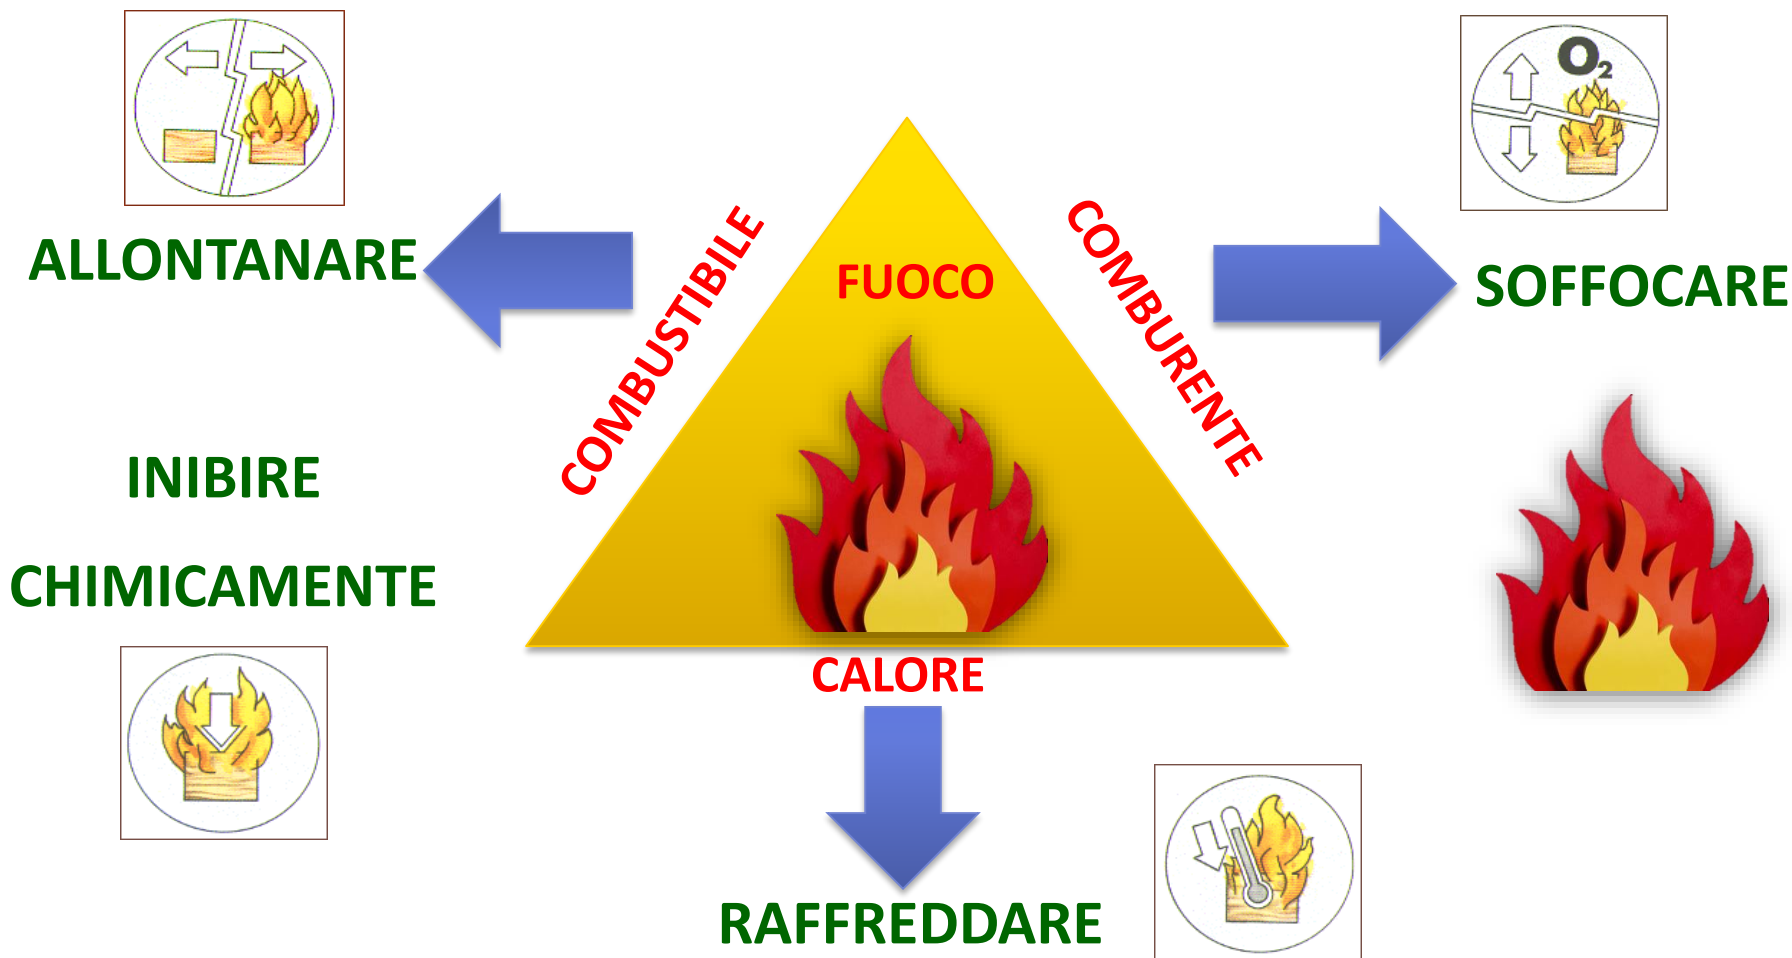 O2
ALLONTANARE
COMBUSTIBILE
FUOCO
COMBURENTE
SOFFOCARE
INIBIRE
CHIMICAMENTE
CALORE
RAFFREDDARE